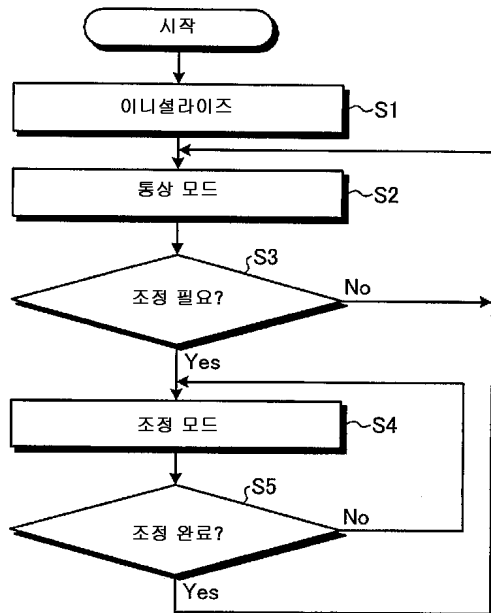 시작
이니셜라이즈
S1
통상 모드
S2
S3
조정 필요?
No
Yes
조정 모드
S4
S5
조정 완료?
No
Yes